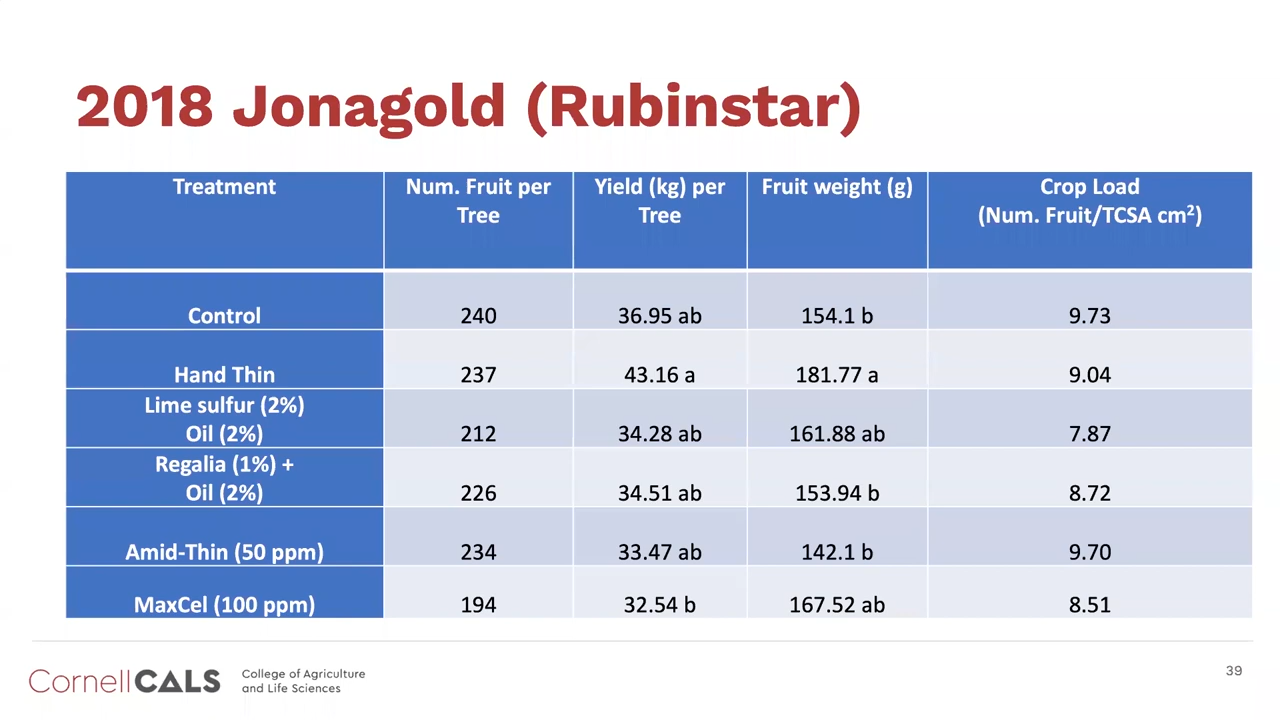 2018 Jonagold (Rubinstar)
Treatment Num. Fruit per Tree Yield (kg) per Tree Fruit weight (g) Crop Load (Num. Fruit/TCSA cm²)
Control 240 36.95 ab 154.1 b 9.73
Hand Thin 237 43.16 a 181.77 a 9.04
Lime sulfur (2%) Oil (2%) 212 34.28 ab 161.88 ab 7.87
Regalia (1%) + Oil (2%) 226 34.51 ab 153.94 b 8.72
Amid-Thin (50 ppm) 234 33.47 ab 142.1 b 9.70
MaxCel (100 ppm) 194 32.54 b 167.52 ab 8.51
CornellCALS College of Agriculture and Life Sciences
39